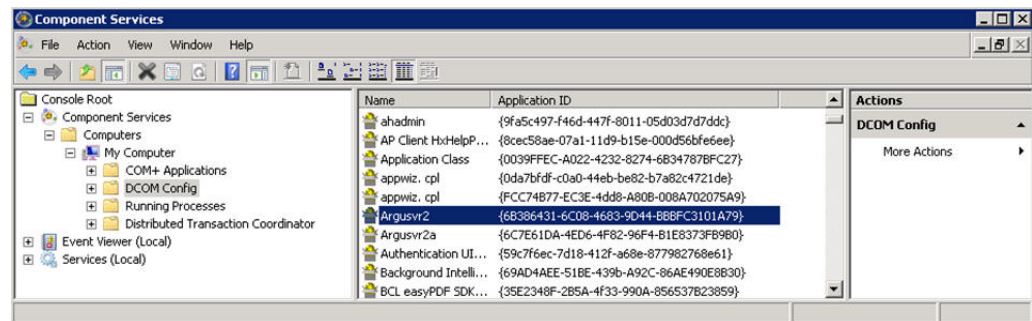 Component Services
File Action View Window Help
Console Root
Component Services
Computers
My Computer
COM+ Applications
DCOM Config
Running Processes
Distributed Transaction Coordinator
Event Viewer (Local)
Services (Local)
Name Application ID
ahadmin {9fa5c497-f46d-447f-8011-05d03d7d7ddc}
AP Client HxHelpP... {8cec58ae-07a1-11d9-b15e-000d56bfe6ee}
Application Class {0039FFEC-A022-4232-8274-6B34787BFC27}
appwiz. cpl {0da7bfdf-c0a0-44eb-be82-b7a82c4721de}
appwiz. cpl {FCC74B77-EC3E-4dd8-A80B-008A702075A9}
Argusvr2 {6B386431-6C08-4683-9D44-BBBFC3101A79}
Argusvr2a {6C7E61DA-4ED6-4F82-96F4-B1E8373FB9B0}
Authentication UI... {59c7f6ec-7d18-412f-a68e-877982768e61}
Background Intelli... {69AD4AEE-51BE-439b-A92C-86AE490E8B30}
BCL easyPDF SDK... {35E2348F-2B5A-4f33-990A-856537B23859}
Actions
DCOM Config
More Actions